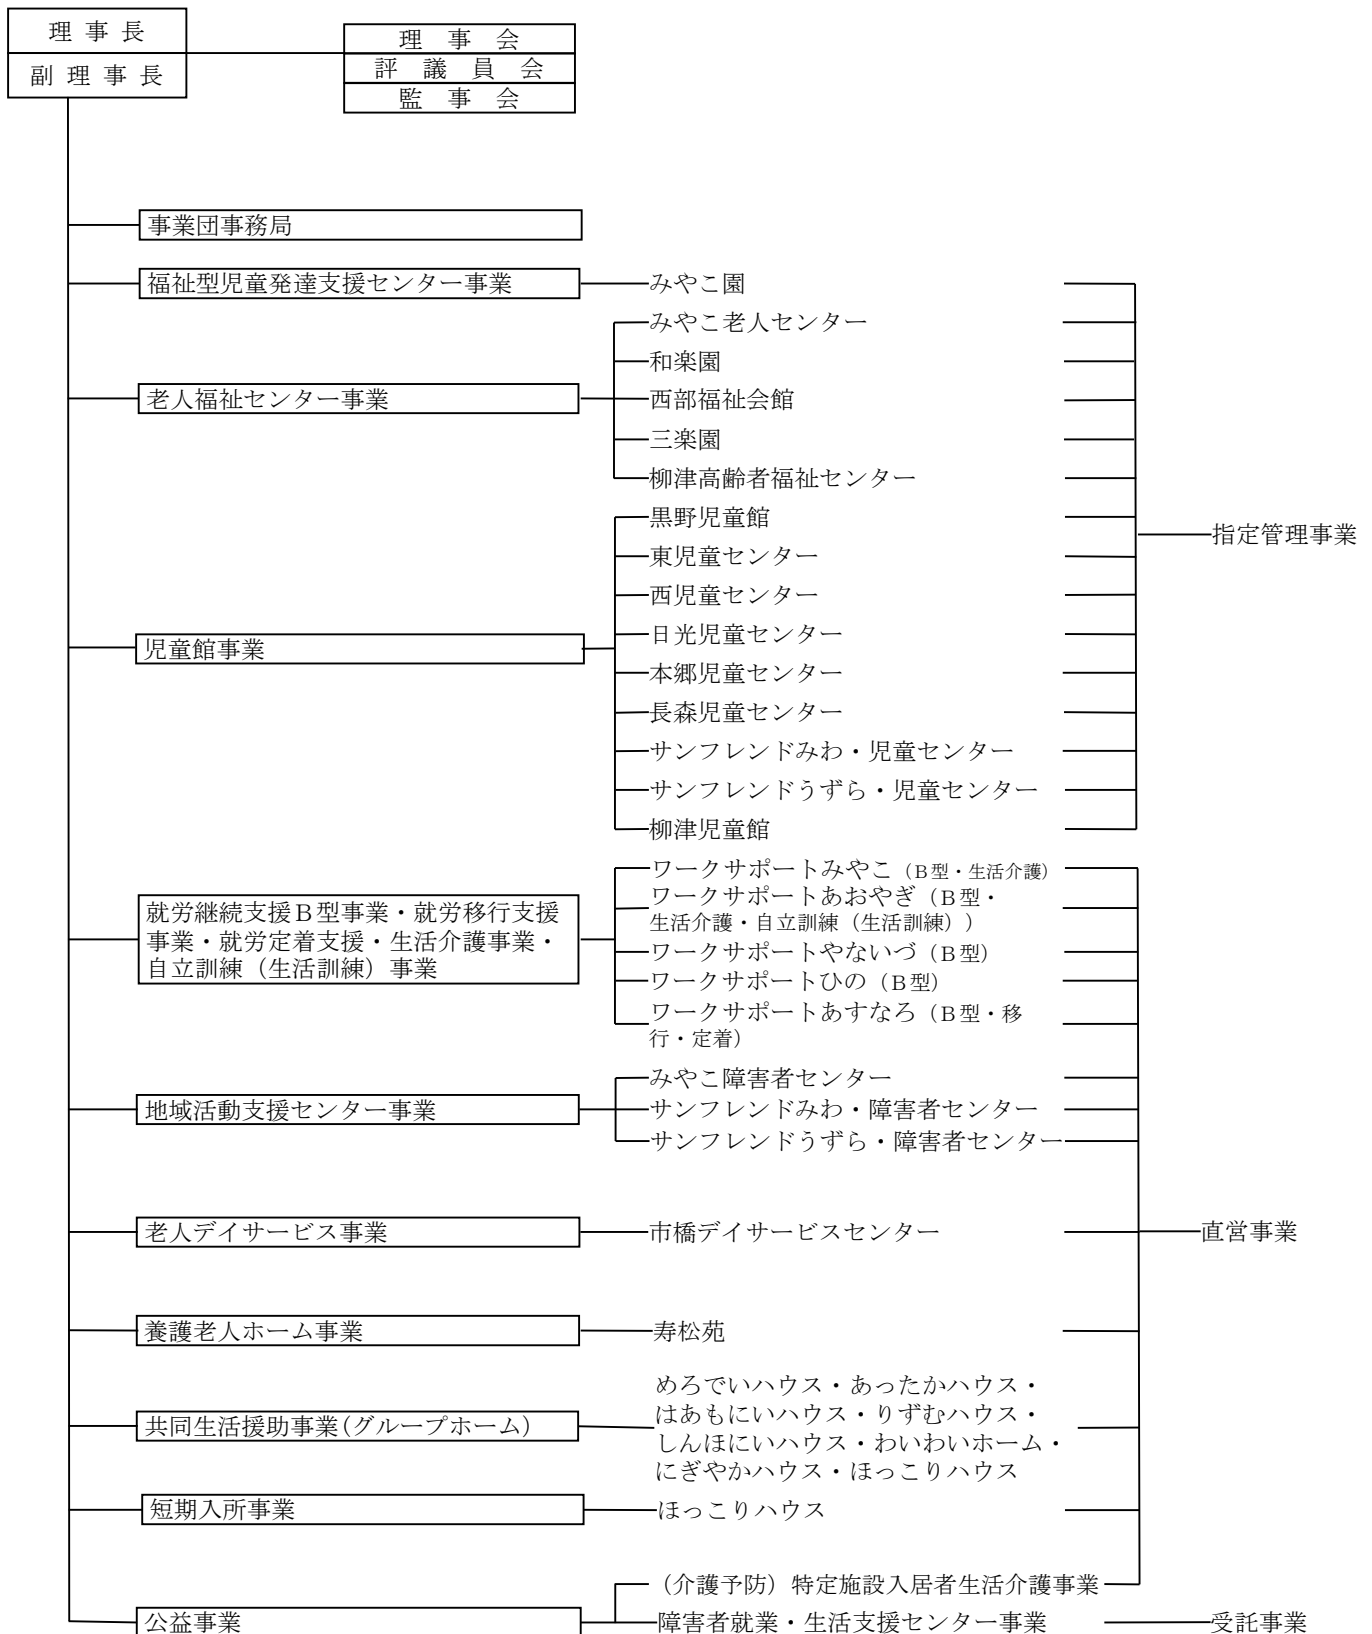 理事長
副理事長
理事会
評議員会
監事会
事業団事務局
福祉型児童発達支援センター事業
みやこ園
老人福祉センター事業
みやこ老人センター
和楽園
西部福祉会館
三楽園
柳津高齢者福祉センター
児童館事業
黒野児童館
東児童センター
西児童センター
日光児童センター
本郷児童センター
長森児童センター
サンフレンドみわ・児童センター
サンフレンドうずら・児童センター
柳津児童館
指定管理事業
就労継続支援Ｂ型事業・就労移行支援
事業・就労定着支援・生活介護事業・
自立訓練（生活訓練）事業
ワークサポートみやこ（Ｂ型・生活介護）
ワークサポートあおやぎ（Ｂ型・
生活介護・自立訓練（生活訓練））
ワークサポートやないづ（Ｂ型）
ワークサポートひの（Ｂ型）
ワークサポートあすなろ（Ｂ型・移
行・定着）
地域活動支援センター事業
みやこ障害者センター
サンフレンドみわ・障害者センター
サンフレンドうずら・障害者センター
老人デイサービス事業
市橋デイサービスセンター
直営事業
養護老人ホーム事業
寿松苑
共同生活援助事業(グループホーム)
めろでいハウス・あったかハウス・
はあもにいハウス・りずむハウス・
しんほにいハウス・わいわいホーム・
にぎやかハウス・ほっこりハウス
短期入所事業
ほっこりハウス
公益事業
（介護予防）特定施設入居者生活介護事業
障害者就業・生活支援センター事業
受託事業